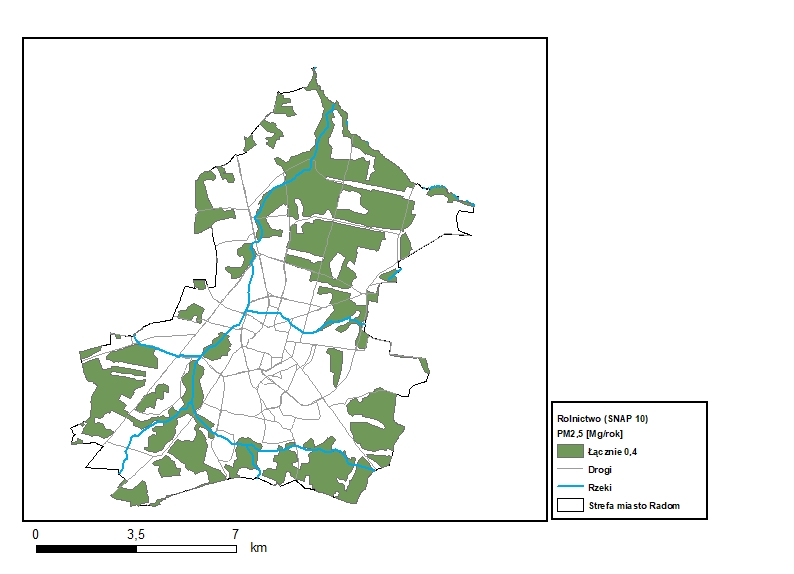 Rolnictwo (SNAP 10)
PM2,5 [Mg/rok]
Łącznie 0,4
Drogi
Rzeki
Strefa miasto Radom
0 3,5 7
km